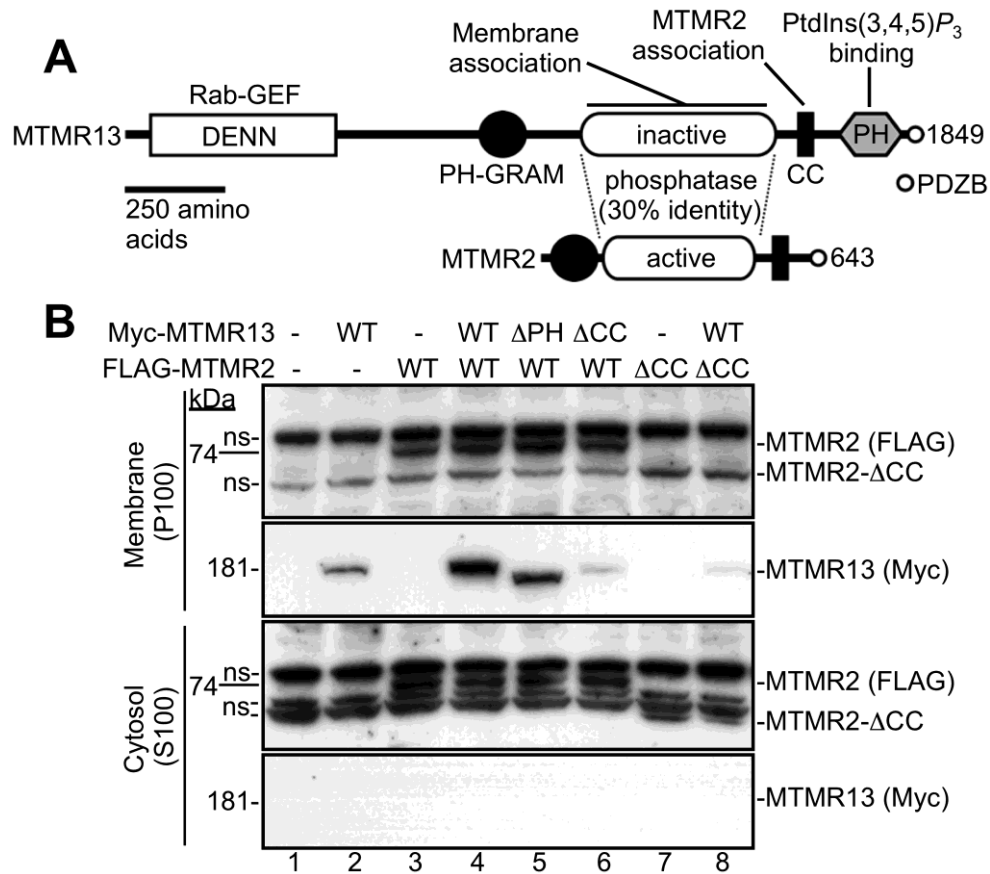 A
Membrane association
MTMR2 association
PtdIns(3,4,5)P3 binding
Rab-GEF
MTMR13
DENN
inactive
PH
1849
PH-GRAM
CC
PDZB
250 amino acids
phosphatase (30% identity)
MTMR2
active
643
B
Myc-MTMR13 - WT - WT ΔPH ΔCC - WT
FLAG-MTMR2 - - WT WT WT WT ΔCC ΔCC
kDa
Membrane (P100)
ns-
74
ns-
-MTMR2 (FLAG)
-MTMR2-ΔCC
181-
-MTMR13 (Myc)
Cytosol (S100)
ns-
74
ns-
-MTMR2 (FLAG)
-MTMR2-ΔCC
181-
-MTMR13 (Myc)
1 2 3 4 5 6 7 8